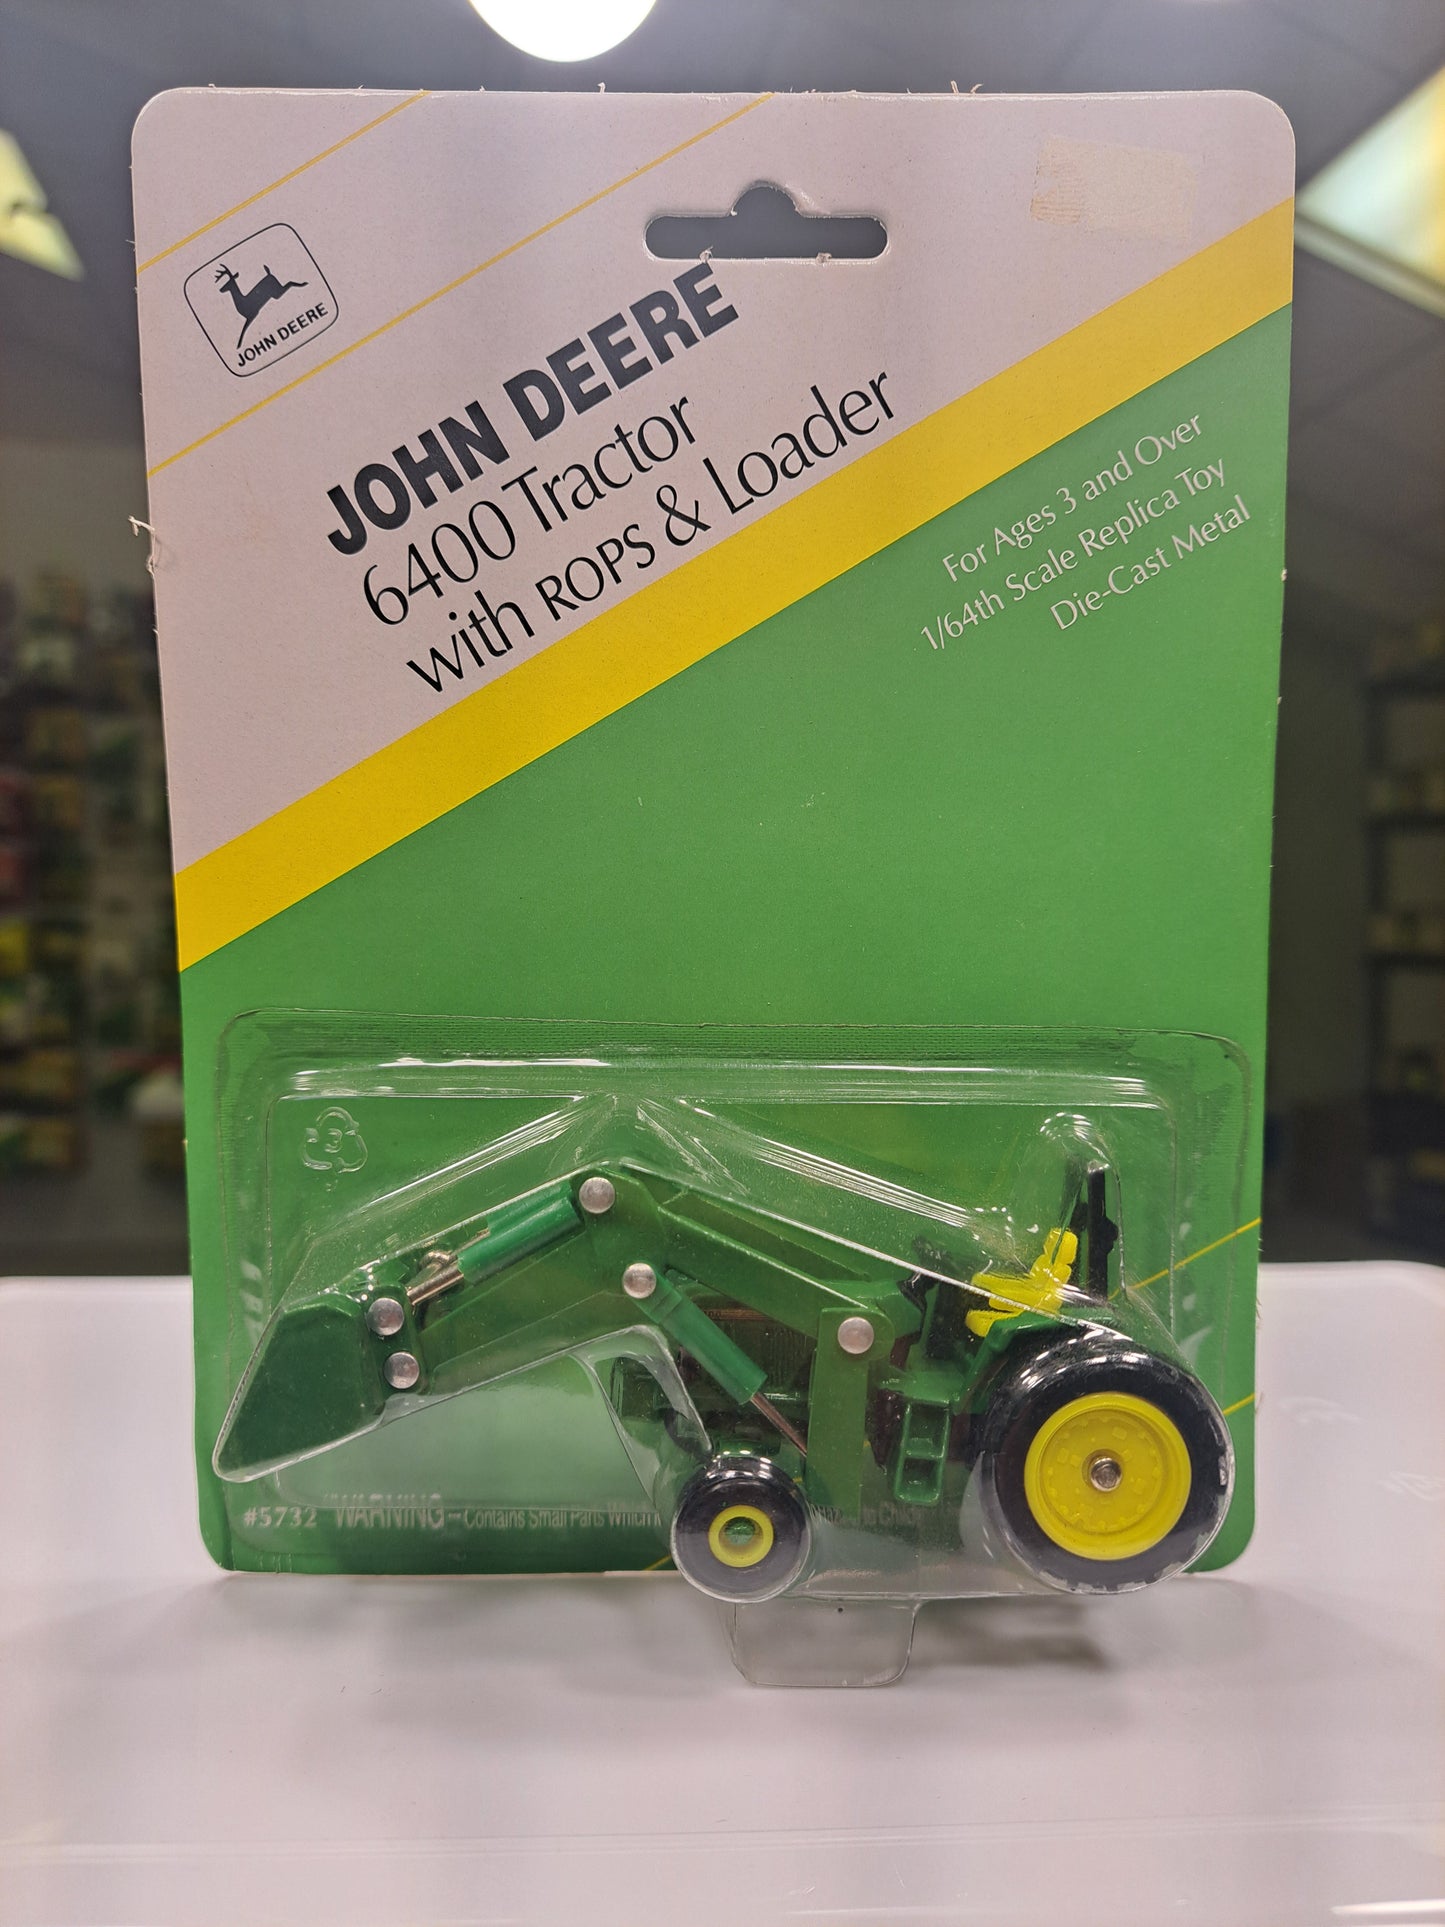 JOHN DEERE
JOHN DEERE
6400 Tractor
with ROPS & Loader
For Ages 3 and Over
1/64th Scale Replica Toy
Die-Cast Metal
3
#5732 "WARNING – Contains Small Parts Which